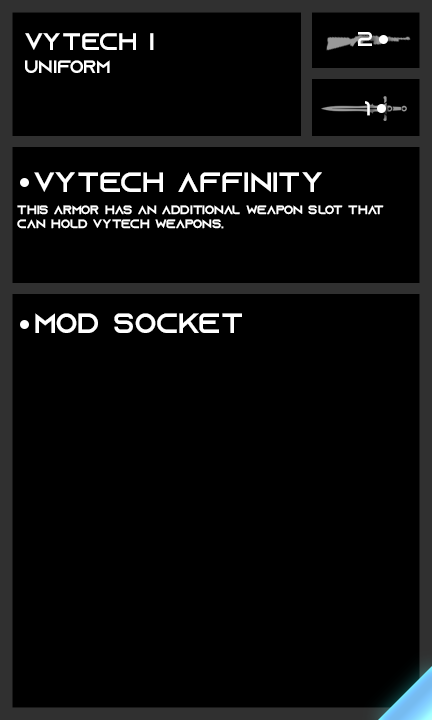 VYTECH I
UNIFORM
2•
1•
•VYTECH AFFINITY
THIS ARMOR HAS AN ADDITIONAL WEAPON SLOT THAT
CAN HOLD VYTECH WEAPONS.
•MOD SOCKET